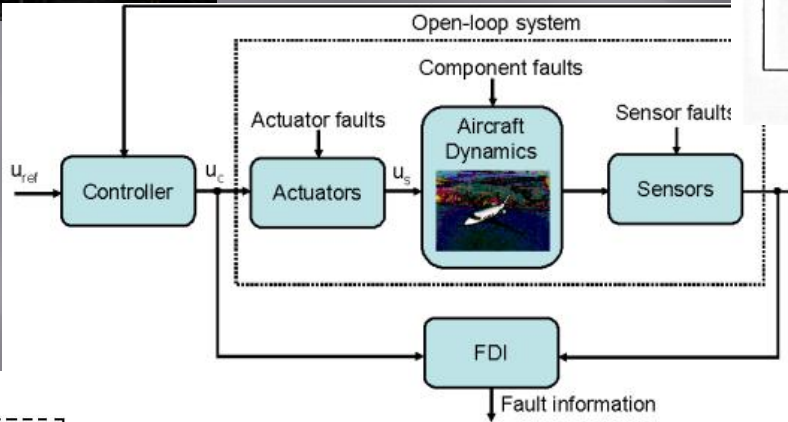 Open-loop system
Component faults
Actuator faults
Sensor faults
Aircraft
Dynamics
u_ref
Controller
u_c
Actuators
u_s
Sensors
FDI
Fault information